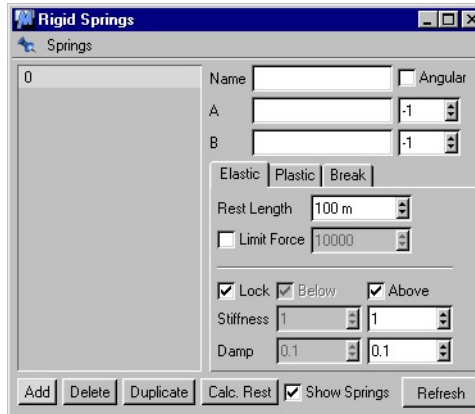 Rigid Springs
Springs
0
Name Angular
A -1
B -1
Elastic Plastic Break
Rest Length 100 m
Limit Force 10000
Lock Below Above
Stiffness 1 1
Damp 0.1 0.1
Add Delete Duplicate Calc. Rest Show Springs Refresh